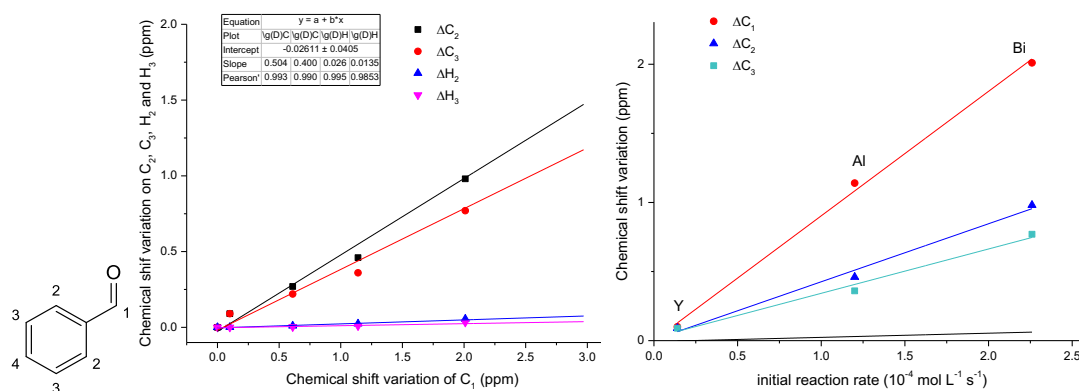 O
1
2
3
4
2
3
Equation y = a + b*x
Plot \g(D)C \g(D)C \g(D)H \g(D)H
Intercept -0.02611 ± 0.0405
Slope 0.504 0.400 0.026 0.0135
Pearson' 0.993 0.990 0.995 0.9853
ΔC₂
ΔC₃
ΔH₂
ΔH₃
Chemical shif variation on C₂, C₃, H₂ and H₃ (ppm)
2.0
1.5
1.0
0.5
0.0
0.0 0.5 1.0 1.5 2.0 2.5 3.0
Chemical shift variation of C₁ (ppm)
ΔC₁
ΔC₂
ΔC₃
Bi
Al
Y
Chemical shift variation (ppm)
2
1
0
0.0 0.5 1.0 1.5 2.0 2.5
initial reaction rate (10⁻⁴ mol L⁻¹ s⁻¹)